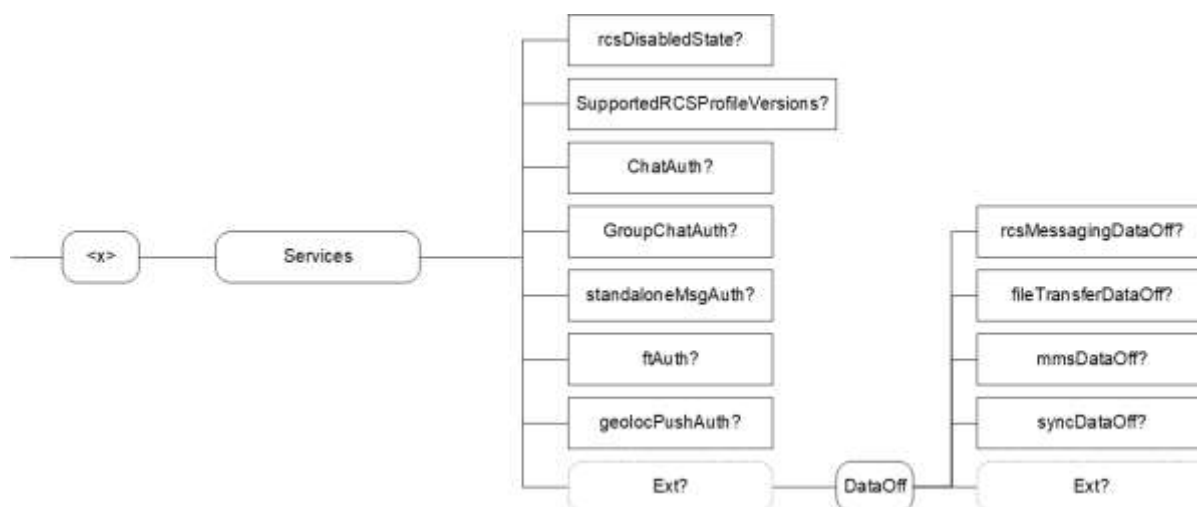 rcsDisabledState?
SupportedRCSProfileVersions?
ChatAuth?
GroupChatAuth?
rcsMessagingDataOff?
<x>
Services
standaloneMsgAuth?
fileTransferDataOff?
ftAuth?
mmsDataOff?
geolocPushAuth?
syncDataOff?
Ext?
DataOff
Ext?